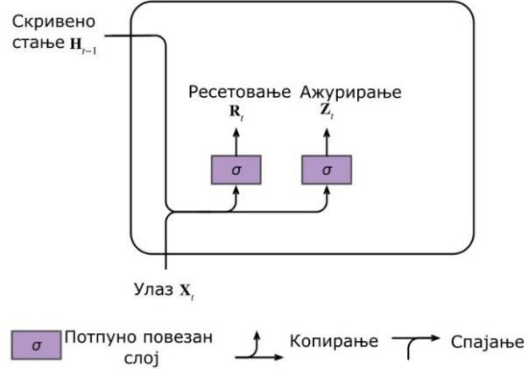 Скривено
стање H_{t−1}
Ресетовање Ажурирање
R_t Z_t
σ σ
Улаз X_t
σ Потпуно повезан
слој
Копирање
Спајање